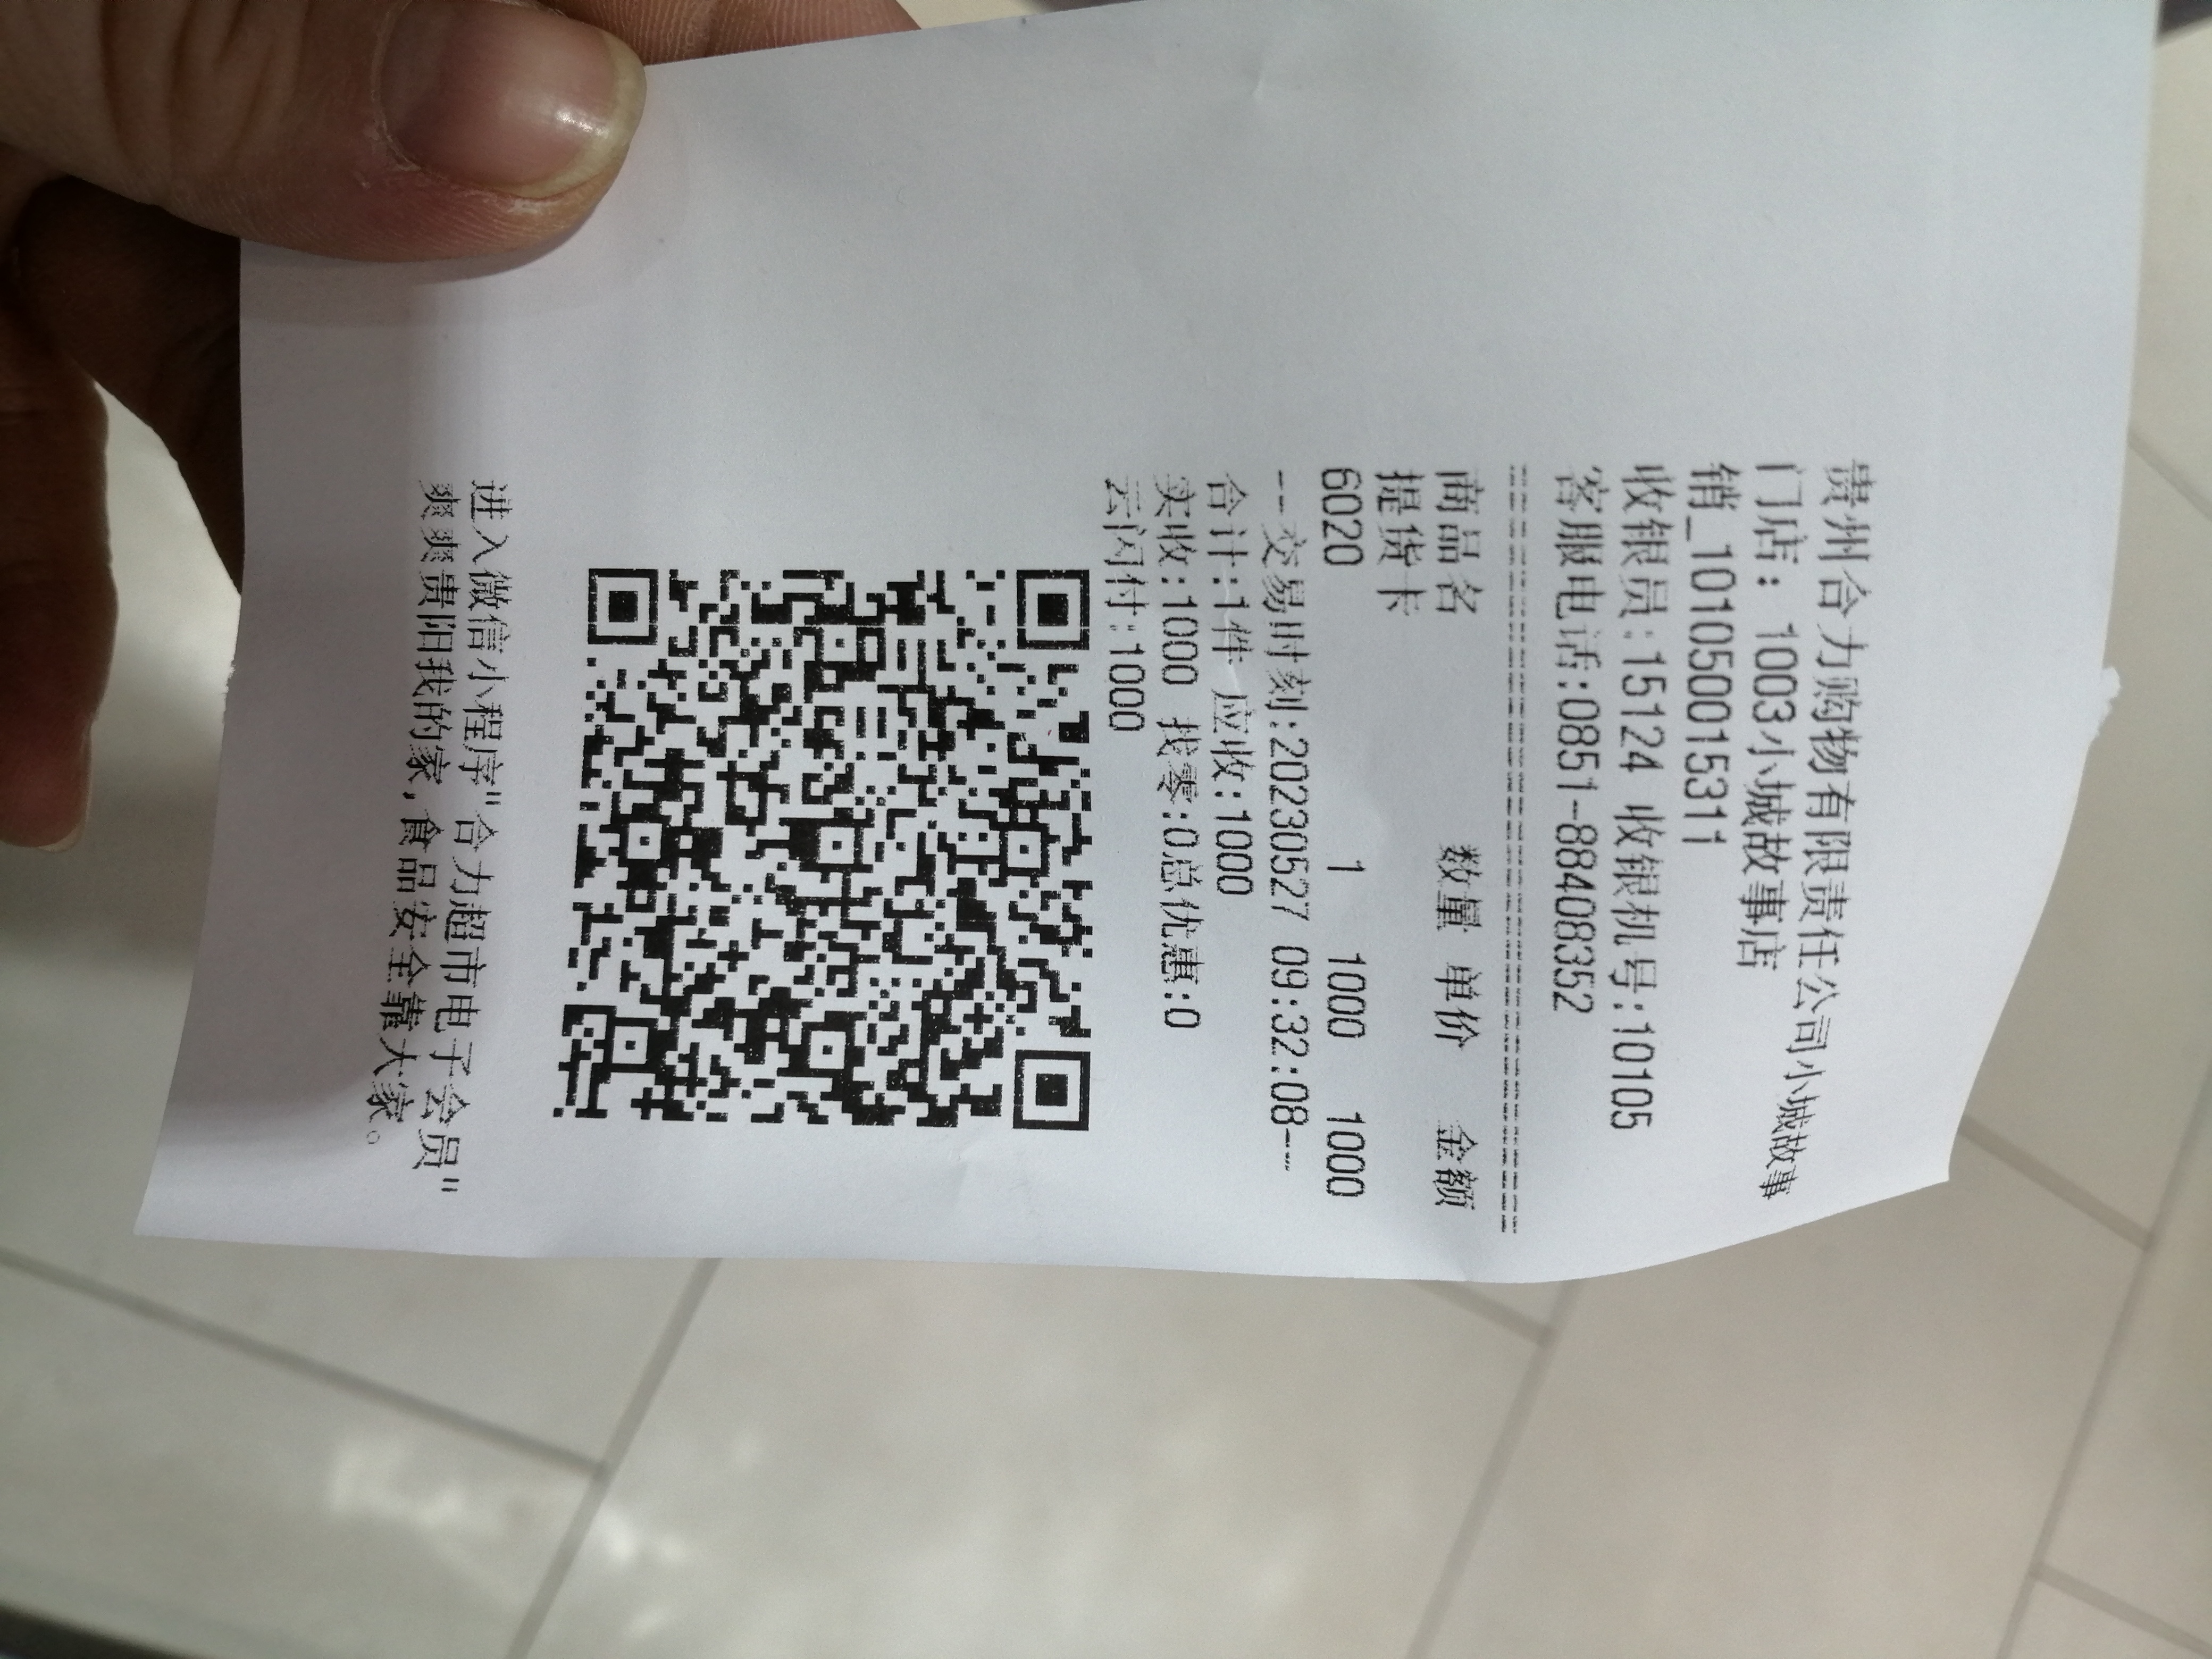 贵州合力购物有限责任公司小城故事
门店: 1003小城故事店
销_1010500015311
收银员:15124 收银机号:10105
客服电话:0851-88408352
商品名 数量 单价 金额
提货卡
6020 1 1000 1000
--交易时刻:20230527 09:32:08--
合计:1件 应收:1000
实收:1000 找零:0总优惠:0
云闪付:1000
进入微信小程序"合力超市电子会员"
爽爽贵阳我的家,食品安全靠大家。